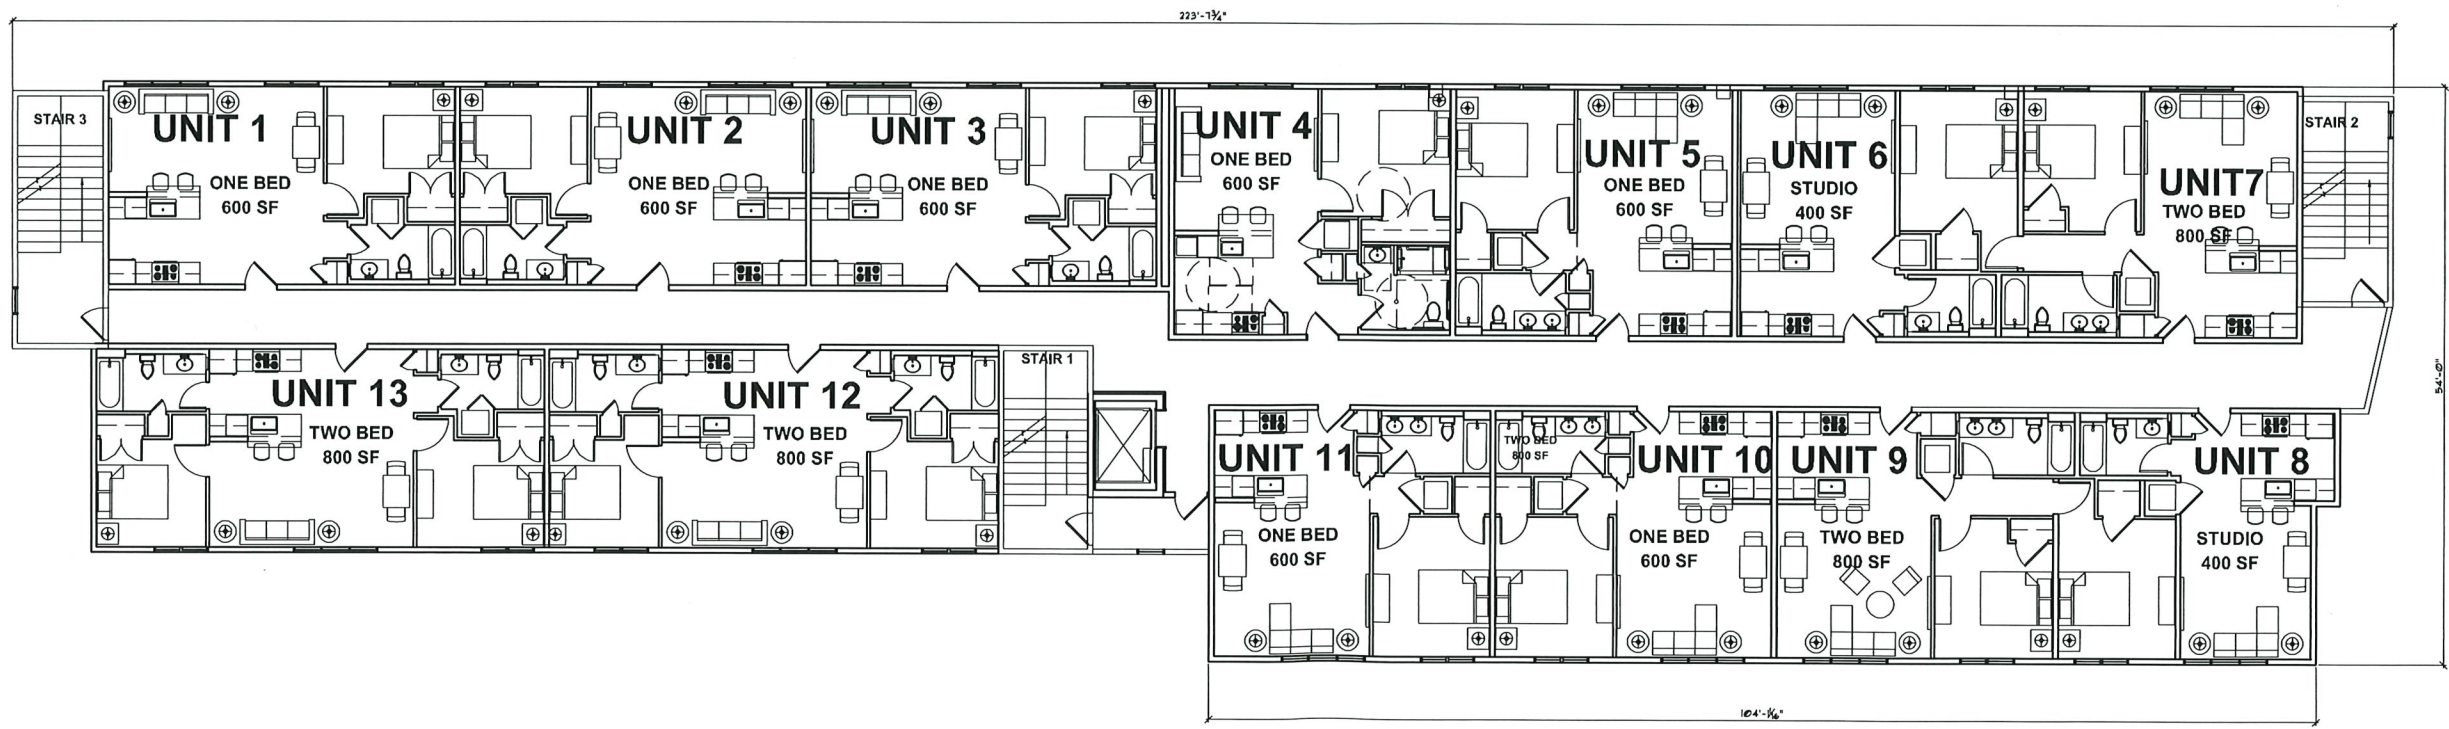 223'-7¾"
STAIR 3
UNIT 1
ONE BED
600 SF
UNIT 2
ONE BED
600 SF
UNIT 3
ONE BED
600 SF
UNIT 4
ONE BED
600 SF
UNIT 5
ONE BED
600 SF
UNIT 6
STUDIO
400 SF
UNIT7
TWO BED
800 SF
STAIR 2
54'-0"
UNIT 13
TWO BED
800 SF
UNIT 12
TWO BED
800 SF
STAIR 1
UNIT 11
ONE BED
600 SF
TWO BED
800 SF
UNIT 10
ONE BED
600 SF
UNIT 9
TWO BED
800 SF
UNIT 8
STUDIO
400 SF